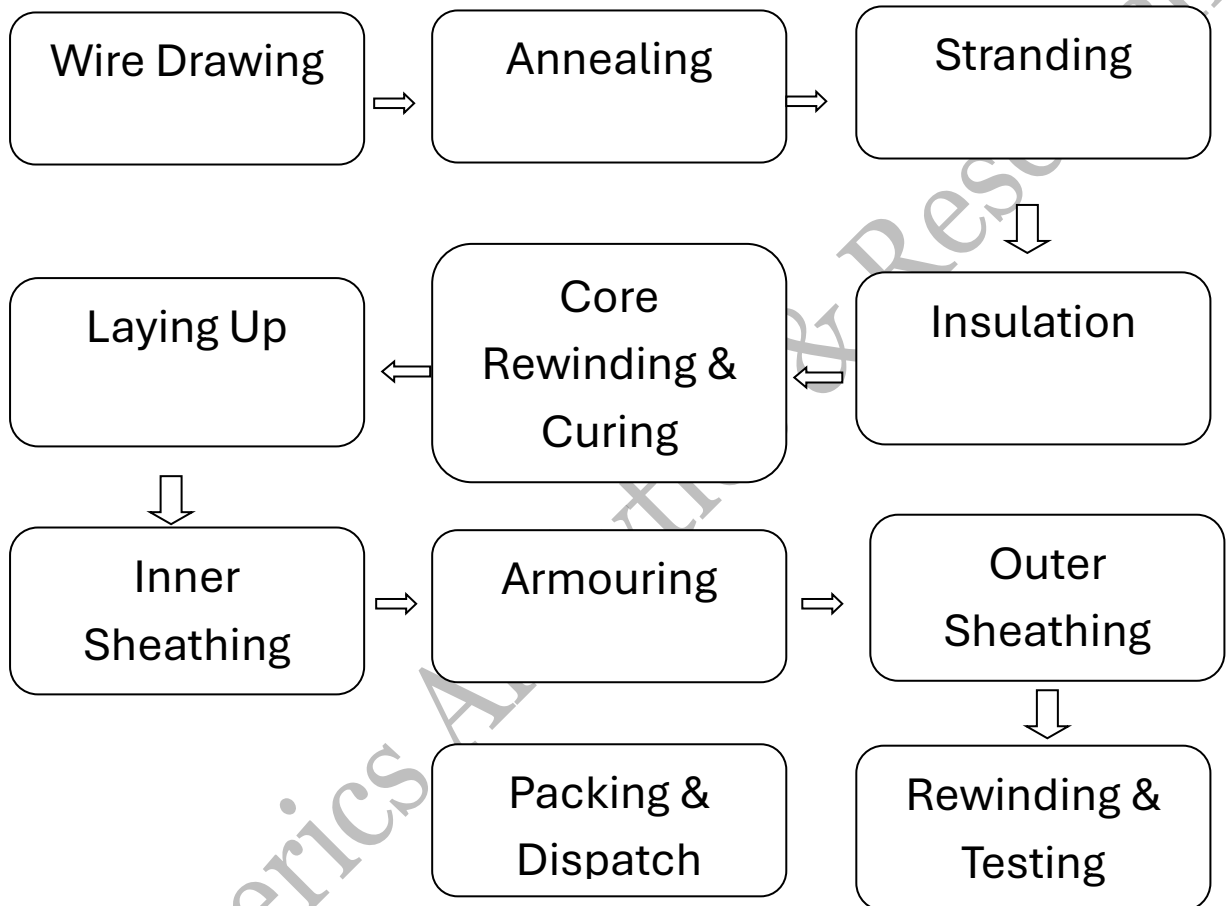 Wire Drawing
Annealing
Stranding
Insulation
Core
Rewinding &
Curing
Laying Up
Inner
Sheathing
Armouring
Outer
Sheathing
Rewinding &
Testing
Packing &
Dispatch
&